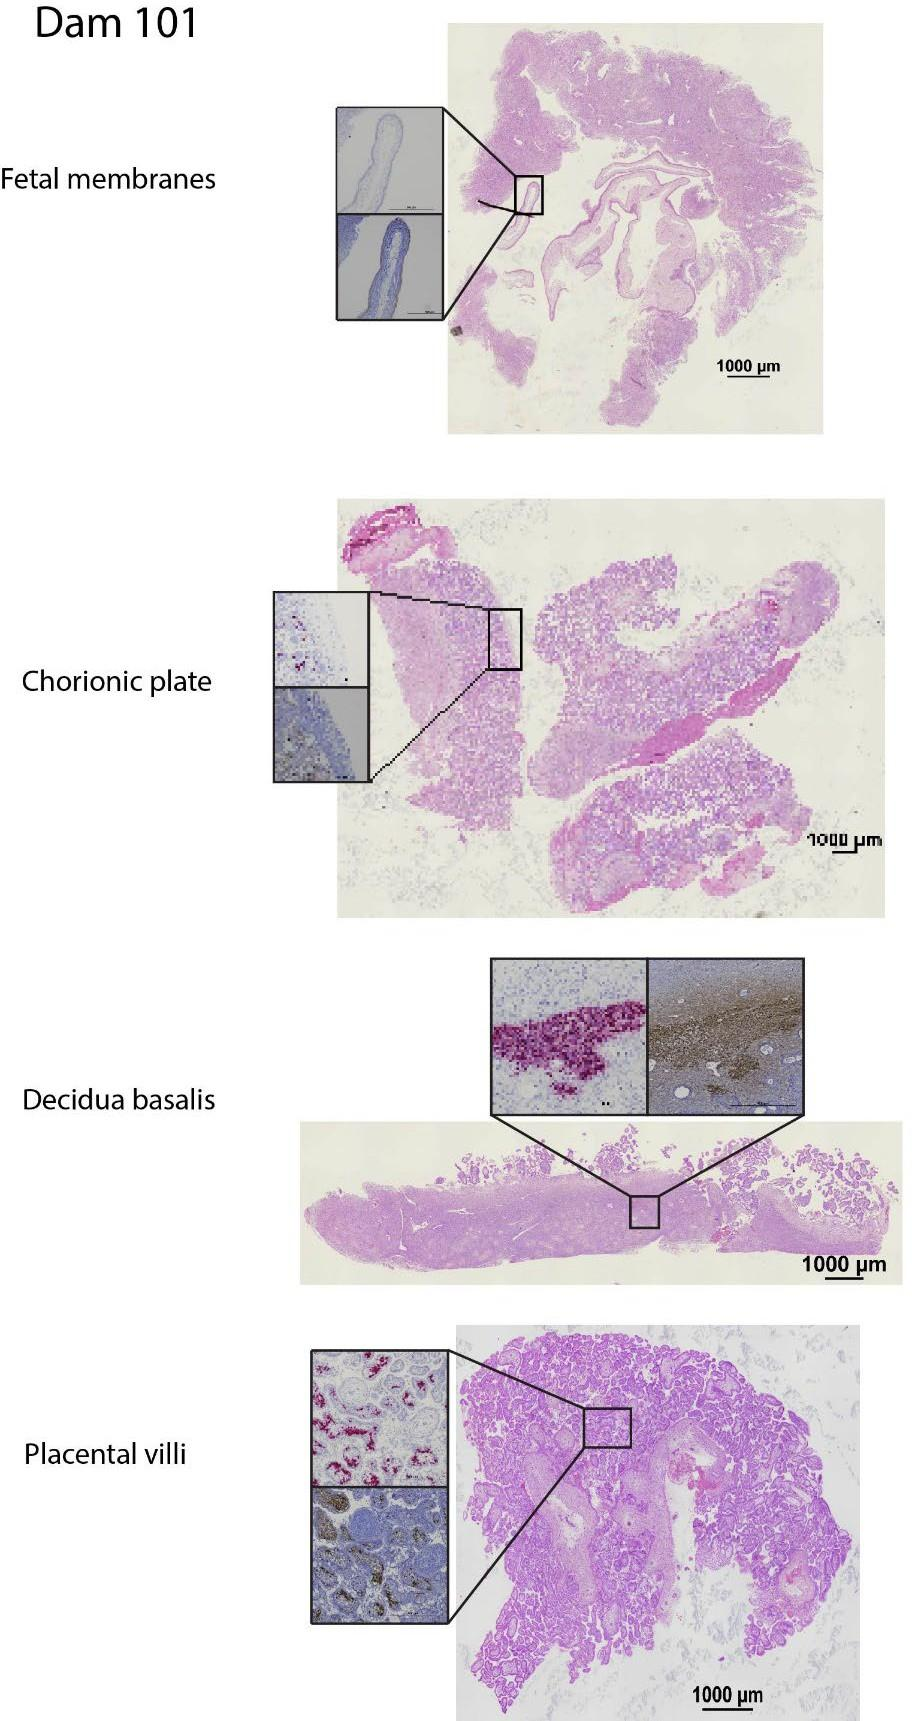 Dam 101
Fetal membranes
1000 µm
Chorionic plate
1000 µm
Decidua basalis
1000 µm
Placental villi
1000 µm